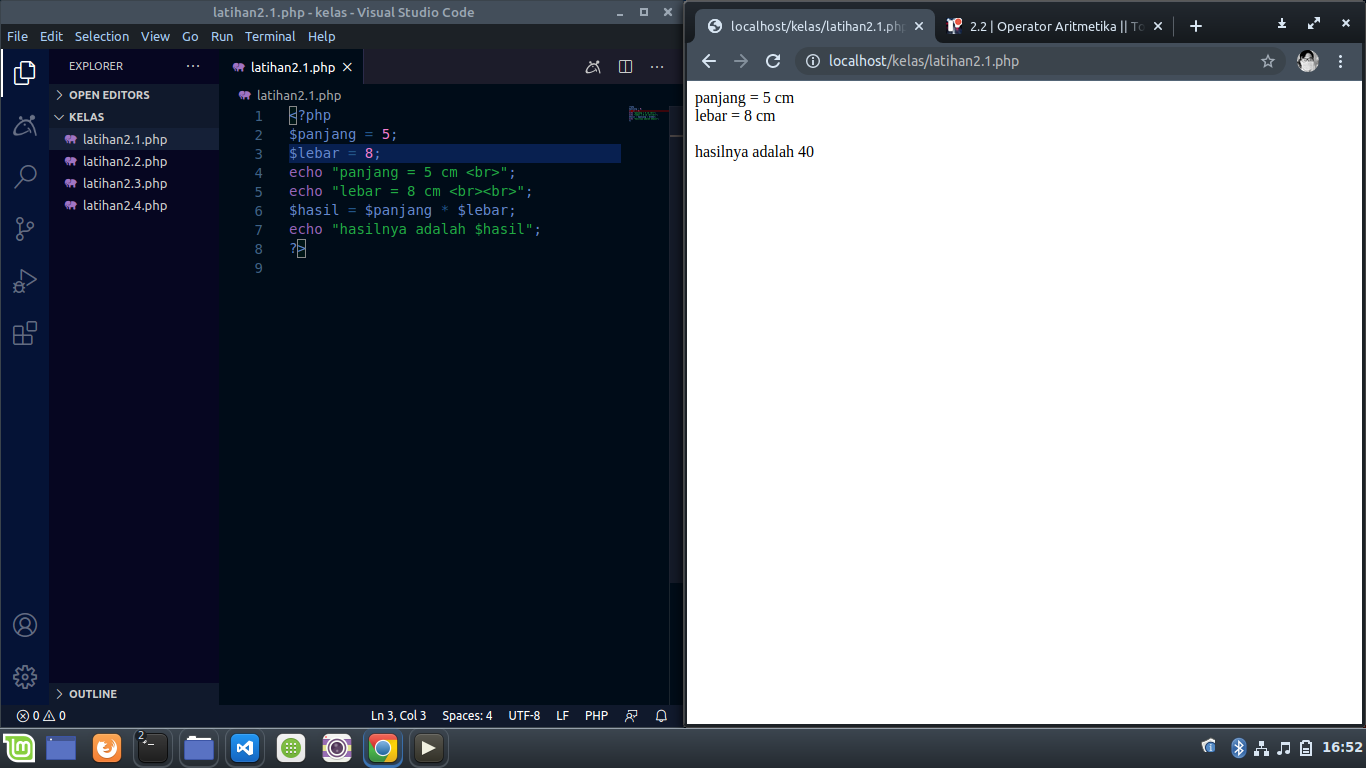 latihan2.1.php - kelas - Visual Studio Code
File Edit Selection View Go Run Terminal Help
EXPLORER
OPEN EDITORS
KELAS
latihan2.1.php
latihan2.2.php
latihan2.3.php
latihan2.4.php
OUTLINE
latihan2.1.php
latihan2.1.php
1 <?php
2 $panjang = 5;
3 $lebar = 8;
4 echo "panjang = 5 cm <br>";
5 echo "lebar = 8 cm <br><br>";
6 $hasil = $panjang * $lebar;
7 echo "hasilnya adalah $hasil";
8 ?>
9
0 0 Ln 3, Col 3 Spaces: 4 UTF-8 LF PHP
localhost/kelas/latihan2.1.php
2.2 | Operator Aritmetika || To
localhost/kelas/latihan2.1.php
panjang = 5 cm
lebar = 8 cm
hasilnya adalah 40
2
16:52